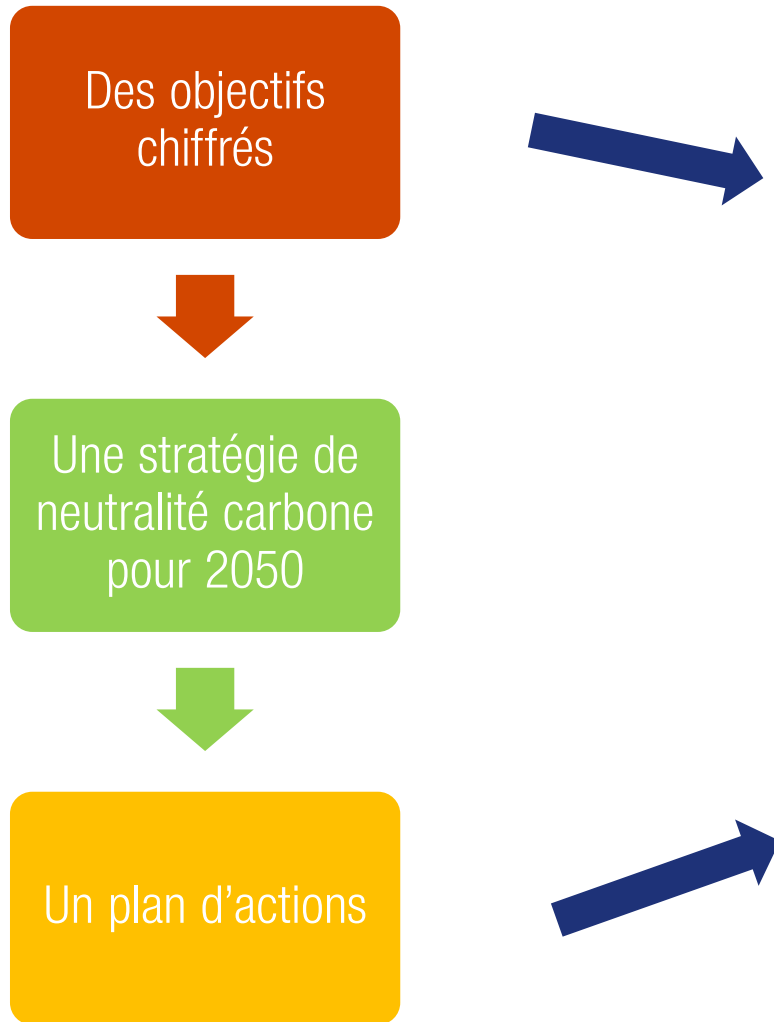 Des objectifs
chiffrés
Une stratégie de
neutralité carbone
pour 2050
Un plan d’actions